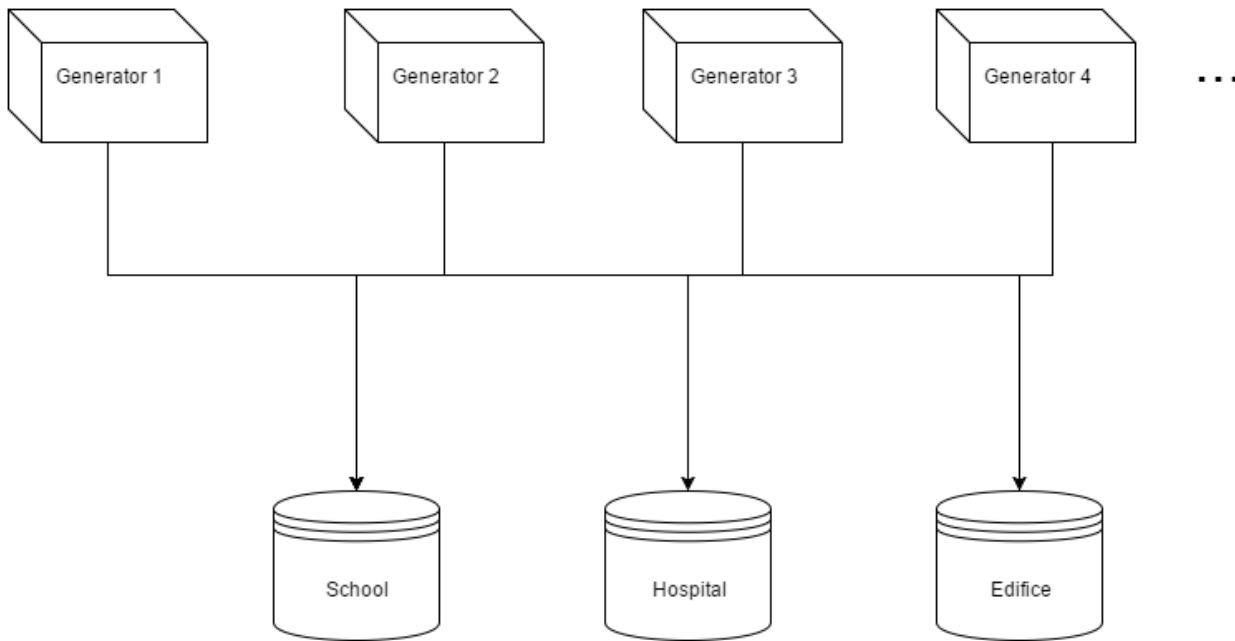 Generator 1
Generator 2
Generator 3
Generator 4
...
School
Hospital
Edifice